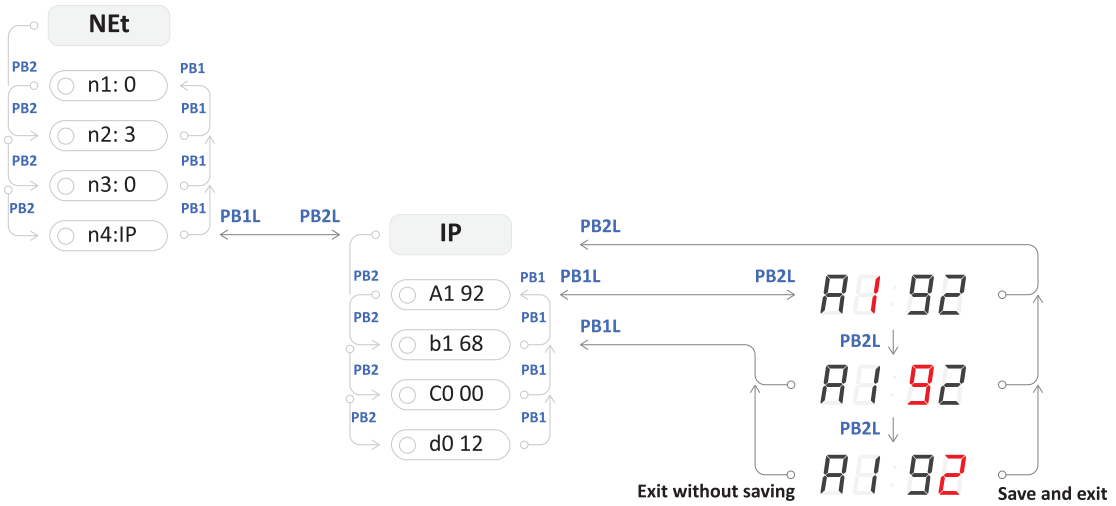 NEt
PB2
n1: 0
PB1
PB2
PB1
n2: 3
PB2
PB1
n3: 0
PB2
PB1
n4:IP
PB1L
PB2L
IP
PB2
A1 92
PB1
PB2
PB1
b1 68
PB2
PB1
C0 00
PB2
PB1
d0 12
PB2L
PB1L
PB2L
A1 92
PB1L
PB2L
A1 92
PB2L
A1 92
Exit without saving
Save and exit